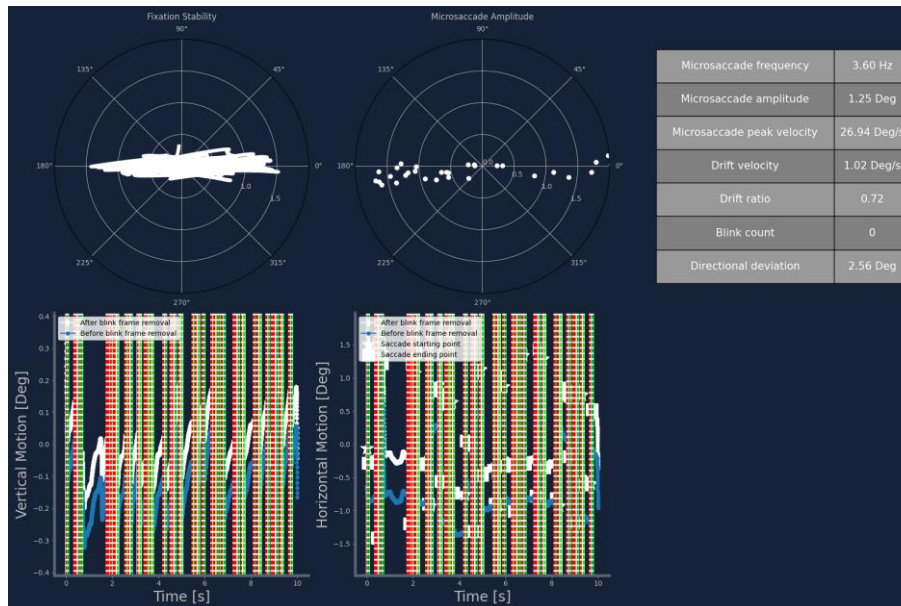 Fixation Stability
90°
135°
45°
180°
0°
1.0
1.5
225°
315°
270°
Microsaccade Amplitude
90°
135°
45°
180°
0.0
0°
0.5
1.0
1.5
225°
315°
270°
Microsaccade frequency 3.60 Hz
Microsaccade amplitude 1.25 Deg
Microsaccade peak velocity 26.94 Deg/s
Drift velocity 1.02 Deg/s
Drift ratio 0.72
Blink count 0
Directional deviation 2.56 Deg
After blink frame removal
Before blink frame removal
0.4
0.3
0.2
0.1
0.0
−0.1
−0.2
−0.3
−0.4
Vertical Motion [Deg]
0 2 4 6 8 10
Time [s]
After blink frame removal
Before blink frame removal
Saccade starting point
Saccade ending point
1.5
1.0
0.5
0.0
−0.5
−1.0
−1.5
Horizontal Motion [Deg]
0 2 4 6 8 10
Time [s]